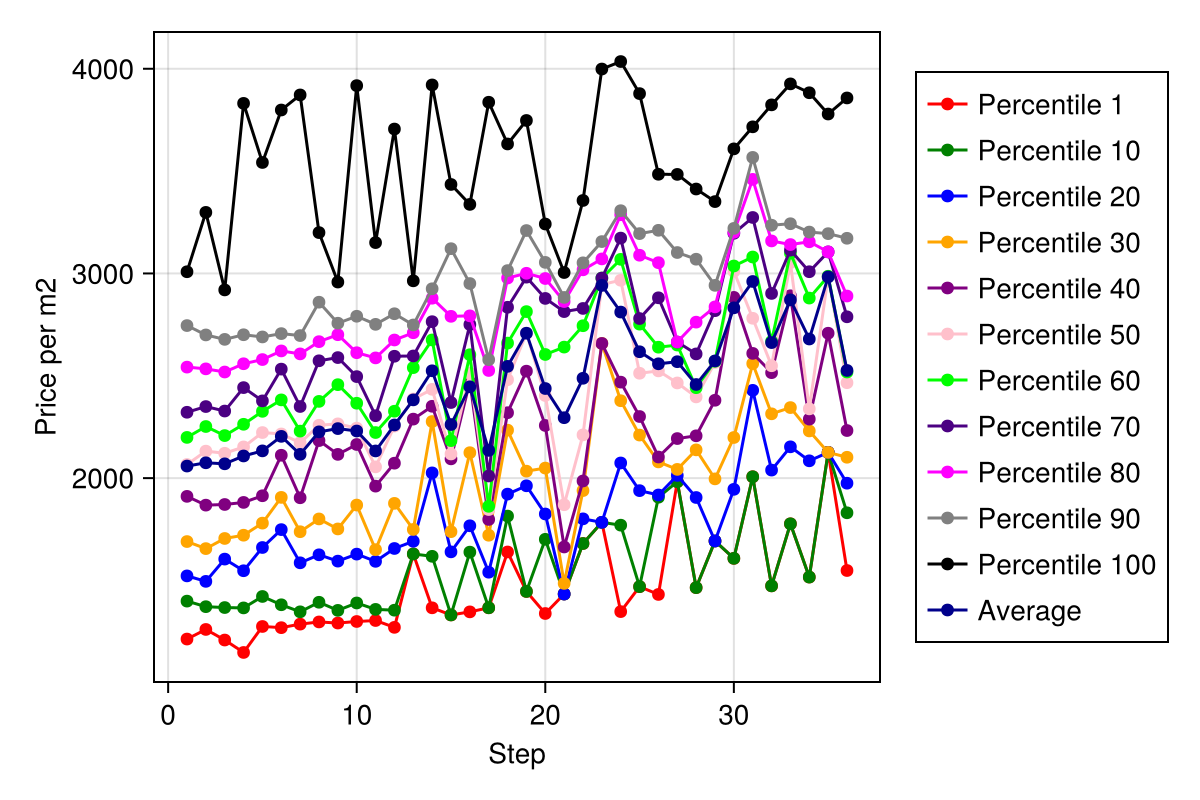 4000
3000
2000
Price per m2
0 10 20 30
Step
Percentile 1
Percentile 10
Percentile 20
Percentile 30
Percentile 40
Percentile 50
Percentile 60
Percentile 70
Percentile 80
Percentile 90
Percentile 100
Average